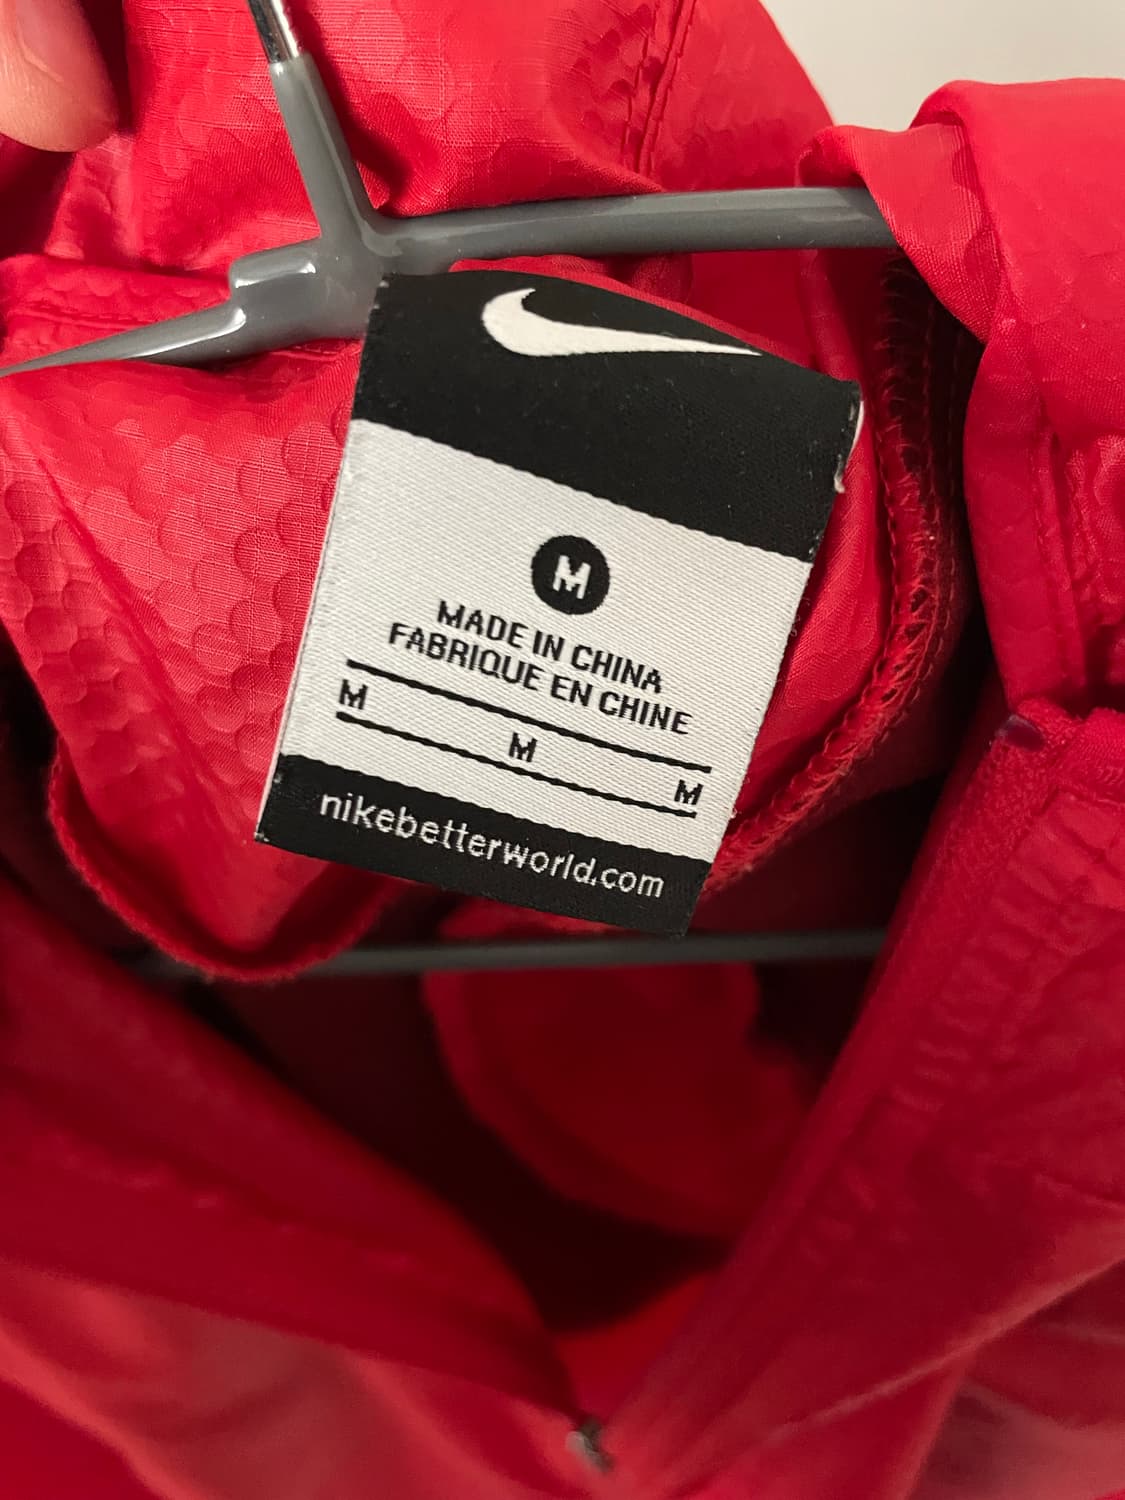 M
MADE IN CHINA
FABRIQUE EN CHINE
M M M
nikebetterworld.com